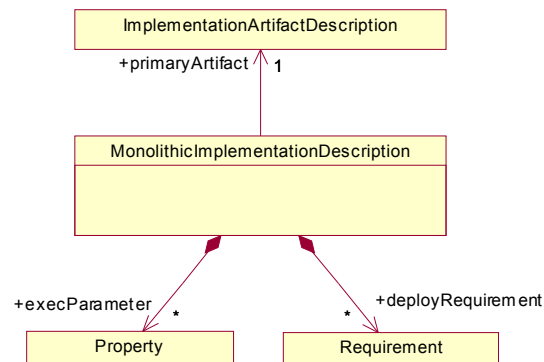 ImplementationArtifactDescription
+primaryArtifact
1
MonolithicImplementationDescription
+execParameter
*
+deployRequirement
*
Property
Requirement